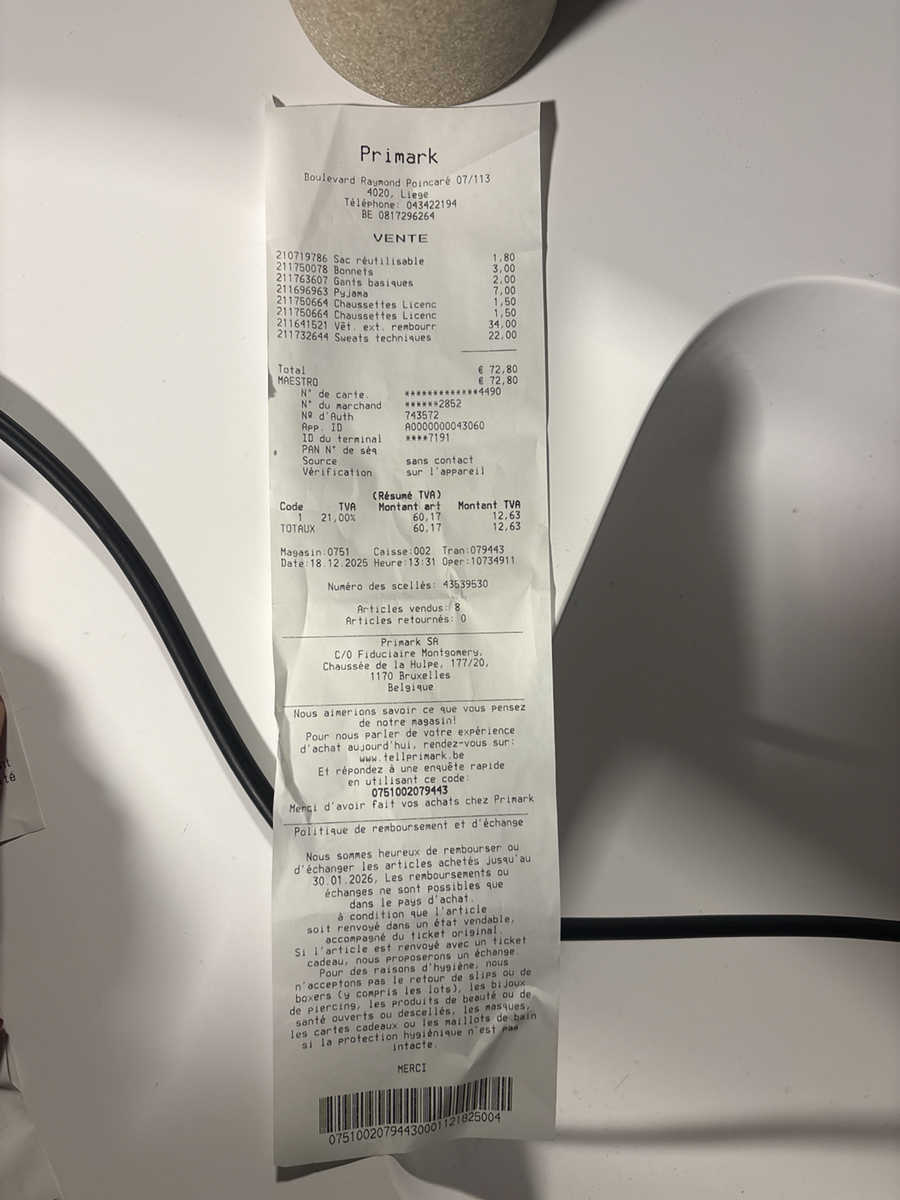 Primark
Boulevard Raymond Poincaré 07/113
4020, Liege
Téléphone: 043422194
BE 0817296264
VENTE
210719786 Sac réutilisable 1,80
211750078 Bonnets 3,00
211763607 Gants basiques 2,00
211696963 Pyjama 7,00
211750664 Chaussettes Licenc 1,50
211750664 Chaussettes Licenc 1,50
211641521 Vêt. ext. rembourr 34,00
211732644 Sweats techniques 22,00
Total € 72,80
MAESTRO € 72,80
N° de carte. ************4490
N° du marchand ******2852
Nº d'Auth 743572
App. ID A0000000043060
ID du terminal ****7191
PAN N° de séq
Source sans contact
Vérification sur l'appareil
(Résumé TVA)
Code TVA Montant art Montant TVA
1 21,00% 60,17 12,63
TOTAUX 60,17 12,63
Magasin:0751 Caisse:002 Tran:079443
Date:18.12.2025 Heure:13:31 Oper:10734911
Numéro des scellés: 43539530
Articles vendus: 8
Articles retournés: 0
Primark SA
C/O Fiduciaire Montgomery,
Chaussée de la Hulpe, 177/20,
1170 Bruxelles
Belgique
Nous aimerions savoir ce que vous pensez
de notre magasin!
Pour nous parler de votre expérience
d'achat aujourd'hui, rendez-vous sur:
www.tellprimark.be
Et répondez à une enquête rapide
en utilisant ce code:
0751002079443
Merci d'avoir fait vos achats chez Primark
Politique de remboursement et d'échange
Nous sommes heureux de rembourser ou
d'échanger les articles achetés jusqu'au
30.01.2026, Les remboursements ou
échanges ne sont possibles que
dans le pays d'achat.
à condition que l'article
soit renvoyé dans un état vendable,
accompagné du ticket original.
Si l'article est renvoyé avec un ticket
cadeau, nous proposerons un échange.
Pour des raisons d'hygiène, nous
n'acceptons pas le retour de slips ou de
boxers (y compris les lots), les bijoux
de piercing, les produits de beauté ou de
santé ouverts ou descellés, les masques,
les cartes cadeaux ou les maillots de bain
si la protection hygiénique n'est pas
intacte.
MERCI
07510020794430001121825004
nt
té